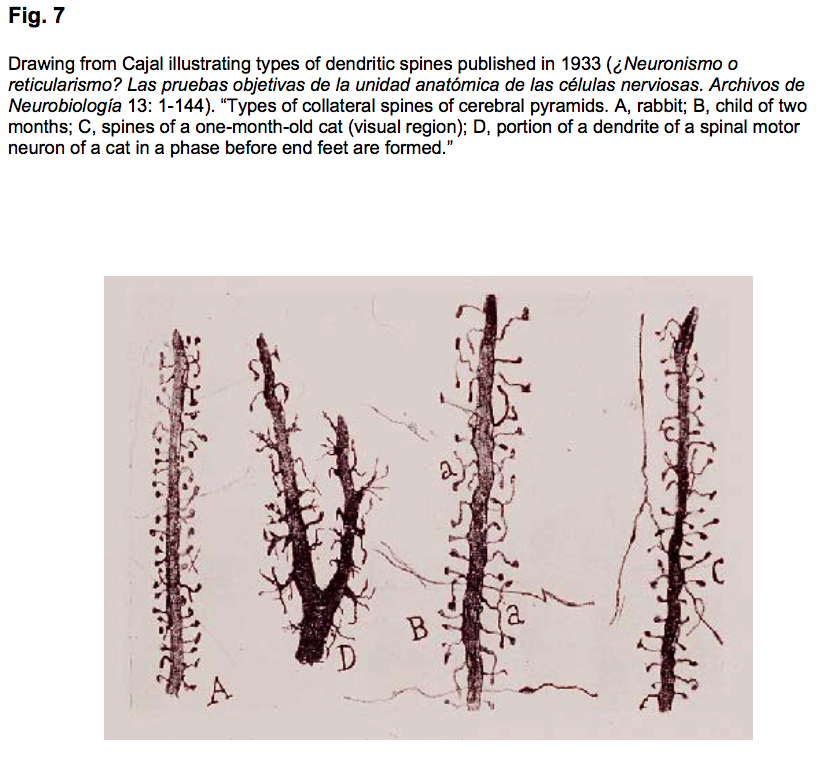 Fig. 7
Drawing from Cajal illustrating types of dendritic spines published in 1933 (¿Neuronismo o
reticularismo? Las pruebas objetivas de la unidad anatómica de las células nerviosas. Archivos de
Neurobiología 13: 1-144). “Types of collateral spines of cerebral pyramids. A, rabbit; B, child of two
months; C, spines of a one-month-old cat (visual region); D, portion of a dendrite of a spinal motor
neuron of a cat in a phase before end feet are formed.”
a
C
a
B
D
A